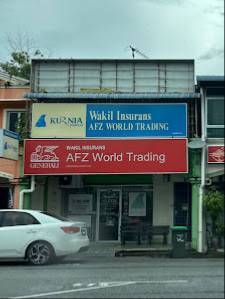 KURNIA
Wakil Insurans
AFZ WORLD TRADING
WAKIL INSURANS
GENERALI
AFZ World Trading